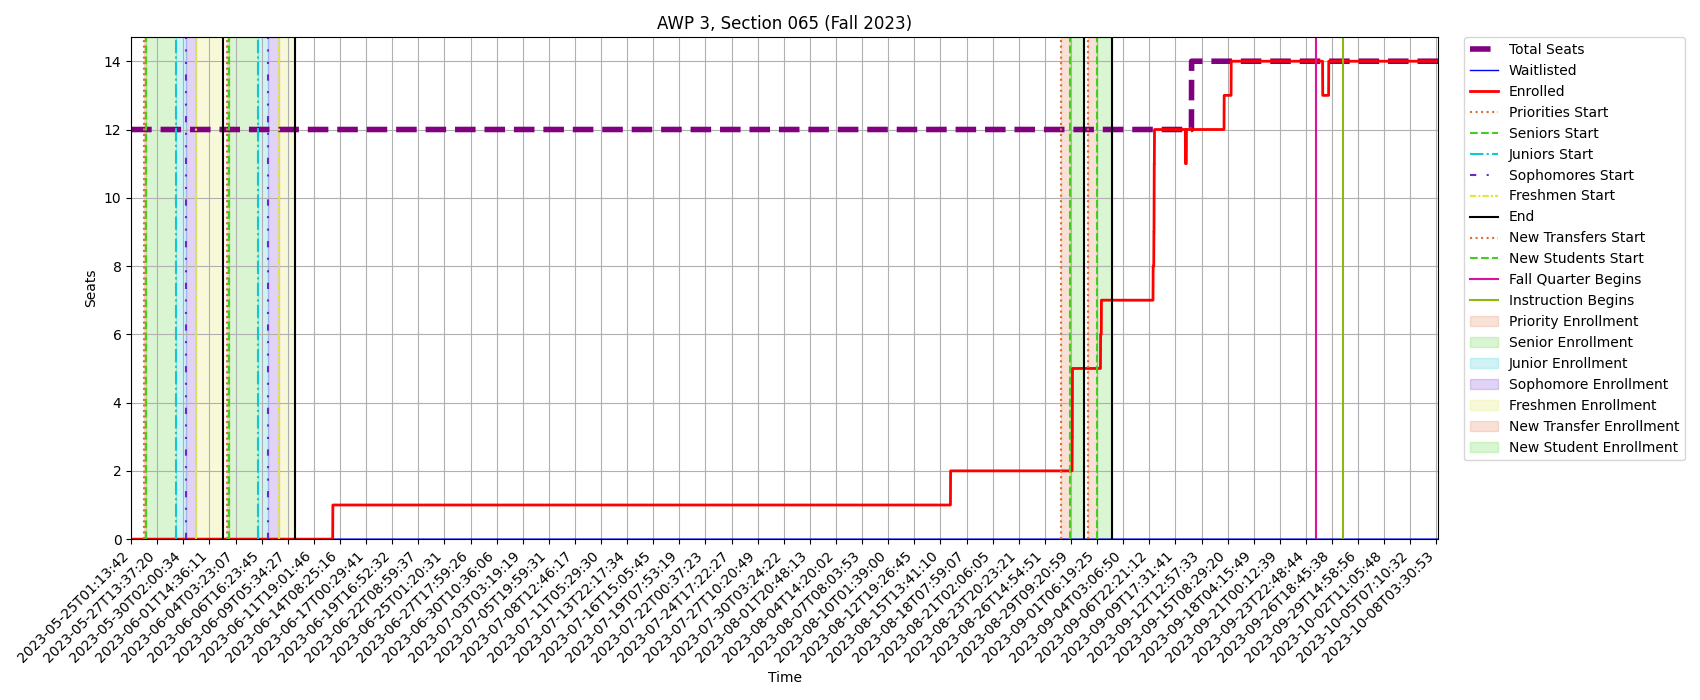 AWP 3, Section 065 (Fall 2023)
Seats
14
12
10
8
6
4
2
0
2023-05-25T01:13:42
2023-05-27T13:37:20
2023-05-30T02:00:34
2023-06-01T14:36:11
2023-06-04T03:23:07
2023-06-06T16:23:45
2023-06-09T05:34:27
2023-06-11T19:01:46
2023-06-14T08:25:16
2023-06-17T00:29:41
2023-06-19T16:52:32
2023-06-22T08:59:37
2023-06-25T01:20:31
2023-06-27T17:59:26
2023-06-30T10:36:06
2023-07-03T03:19:19
2023-07-05T19:59:31
2023-07-08T12:46:17
2023-07-11T05:29:30
2023-07-13T22:17:34
2023-07-16T15:05:45
2023-07-19T07:53:19
2023-07-22T00:37:23
2023-07-24T17:22:27
2023-07-27T10:20:49
2023-07-30T03:24:22
2023-08-01T20:48:13
2023-08-04T14:20:02
2023-08-07T08:03:53
2023-08-10T01:39:00
2023-08-12T19:26:45
2023-08-15T13:41:10
2023-08-18T07:59:07
2023-08-21T02:06:05
2023-08-23T20:23:21
2023-08-26T14:54:51
2023-08-29T09:20:59
2023-09-01T06:19:25
2023-09-04T03:06:50
2023-09-06T22:21:12
2023-09-09T17:31:41
2023-09-12T12:57:33
2023-09-15T08:29:20
2023-09-18T04:15:49
2023-09-21T00:12:39
2023-09-23T22:48:44
2023-09-26T18:45:38
2023-09-29T14:58:56
2023-10-02T11:05:48
2023-10-05T07:10:32
2023-10-08T03:30:53
Time
Total Seats
Waitlisted
Enrolled
Priorities Start
Seniors Start
Juniors Start
Sophomores Start
Freshmen Start
End
New Transfers Start
New Students Start
Fall Quarter Begins
Instruction Begins
Priority Enrollment
Senior Enrollment
Junior Enrollment
Sophomore Enrollment
Freshmen Enrollment
New Transfer Enrollment
New Student Enrollment